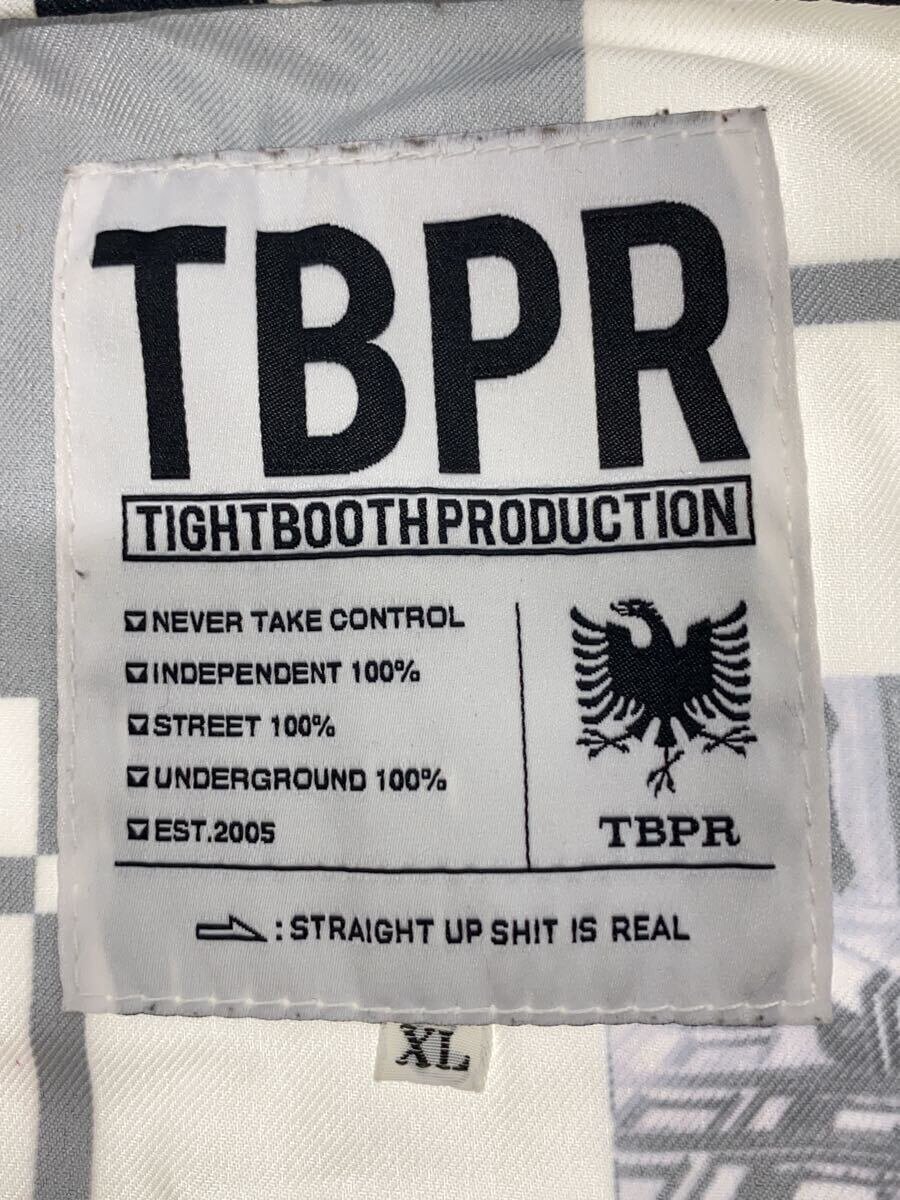 TBPR
TIGHTBOOTHPRODUCTION
NEVER TAKE CONTROL
INDEPENDENT 100%
STREET 100%
UNDERGROUND 100%
EST.2005
TBPR
:STRAIGHT UP SHIT IS REAL
XL